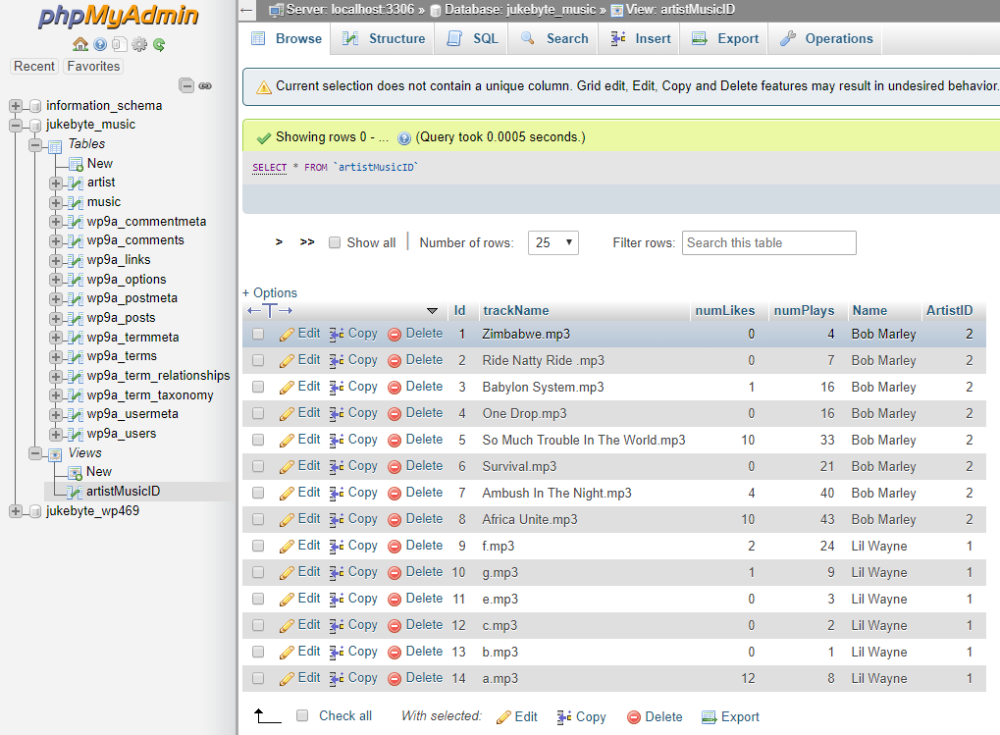 phpMyAdmin
Recent Favorites
information_schema
jukebyte_music
Tables
New
artist
music
wp9a_commentmeta
wp9a_comments
wp9a_links
wp9a_options
wp9a_postmeta
wp9a_posts
wp9a_termmeta
wp9a_terms
wp9a_term_relationships
wp9a_term_taxonomy
wp9a_usermeta
wp9a_users
Views
New
artistMusicID
jukebyte_wp469
Server: localhost:3306 » Database: jukebyte_music » View: artistMusicID
Browse Structure SQL Search Insert Export Operations
Current selection does not contain a unique column. Grid edit, Edit, Copy and Delete features may result in undesired behavior.
Showing rows 0 - ... (Query took 0.0005 seconds.)
SELECT * FROM `artistMusicID`
> >> Show all | Number of rows: 25 Filter rows: Search this table
+ Options
←T→ Id trackName numLikes numPlays Name ArtistID
Edit Copy Delete 1 Zimbabwe.mp3 0 4 Bob Marley 2
Edit Copy Delete 2 Ride Natty Ride .mp3 0 7 Bob Marley 2
Edit Copy Delete 3 Babylon System.mp3 1 16 Bob Marley 2
Edit Copy Delete 4 One Drop.mp3 0 16 Bob Marley 2
Edit Copy Delete 5 So Much Trouble In The World.mp3 10 33 Bob Marley 2
Edit Copy Delete 6 Survival.mp3 0 21 Bob Marley 2
Edit Copy Delete 7 Ambush In The Night.mp3 4 40 Bob Marley 2
Edit Copy Delete 8 Africa Unite.mp3 10 43 Bob Marley 2
Edit Copy Delete 9 f.mp3 2 24 Lil Wayne 1
Edit Copy Delete 10 g.mp3 1 9 Lil Wayne 1
Edit Copy Delete 11 e.mp3 0 3 Lil Wayne 1
Edit Copy Delete 12 c.mp3 0 2 Lil Wayne 1
Edit Copy Delete 13 b.mp3 0 1 Lil Wayne 1
Edit Copy Delete 14 a.mp3 12 8 Lil Wayne 1
Check all With selected: Edit Copy Delete Export